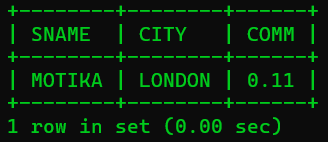 +--------+--------+------+
| SNAME  | CITY   | COMM |
+--------+--------+------+
| MOTIKA | LONDON | 0.11 |
+--------+--------+------+
1 row in set (0.00 sec)